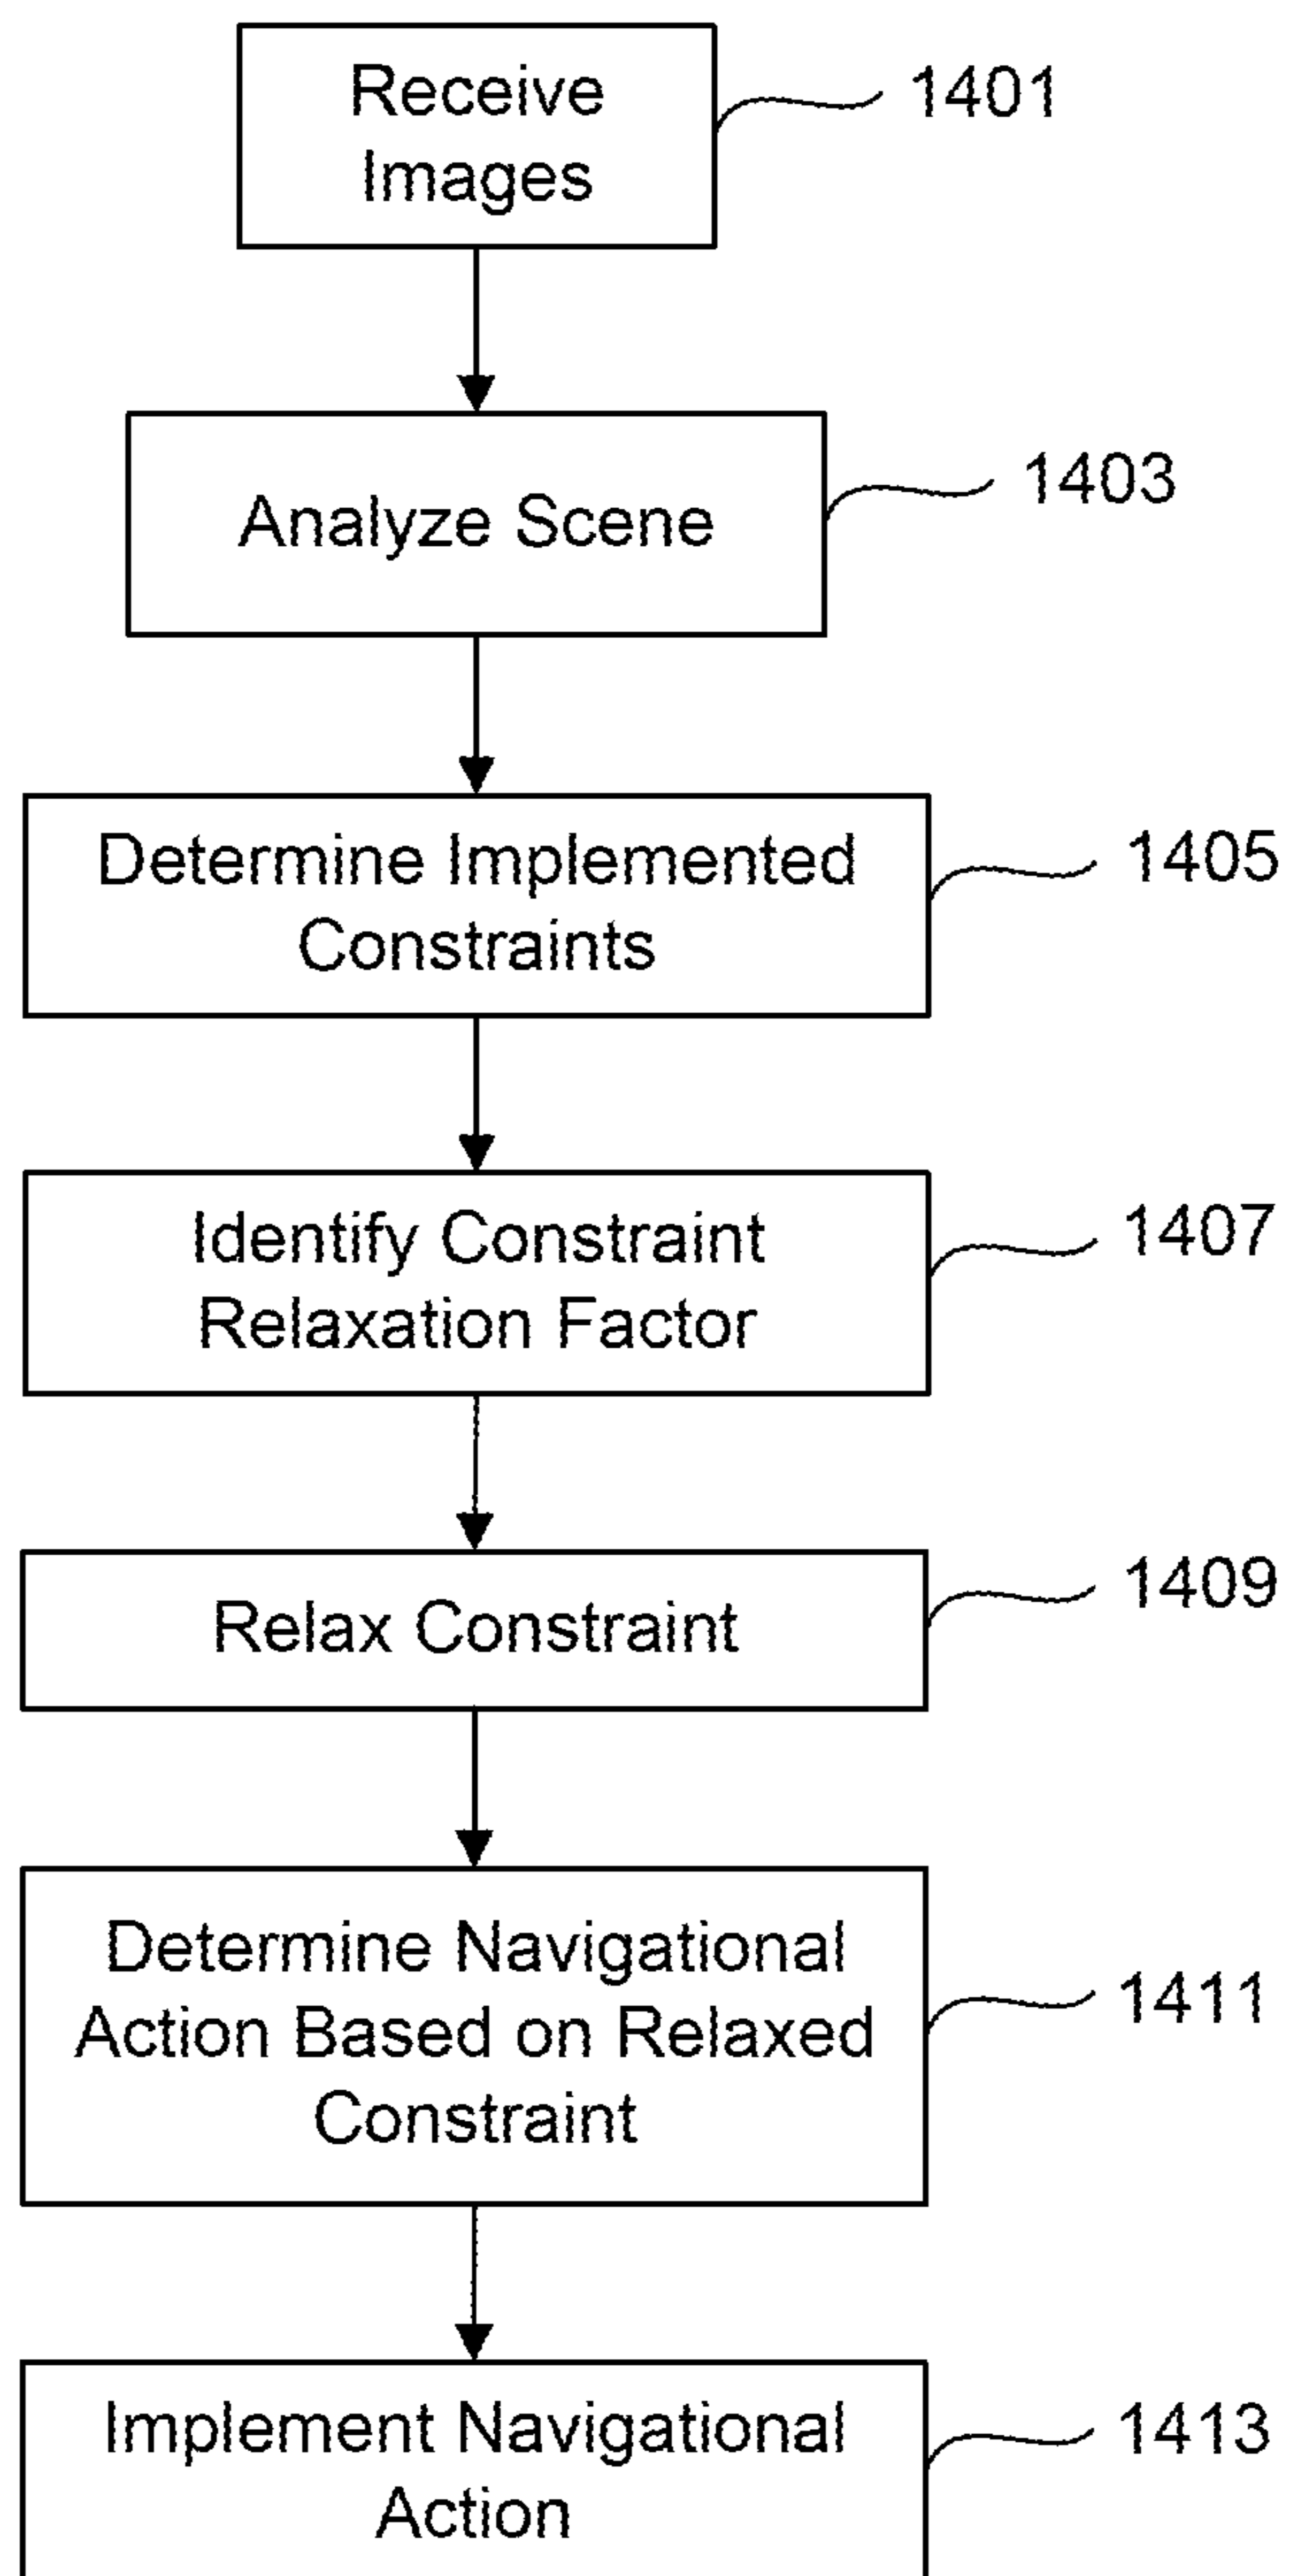 Receive
Images
1401
Analyze Scene
1403
Determine Implemented
Constraints
1405
Identify Constraint
Relaxation Factor
1407
Relax Constraint
1409
Determine Navigational
Action Based on Relaxed
Constraint
1411
Implement Navigational
Action
1413